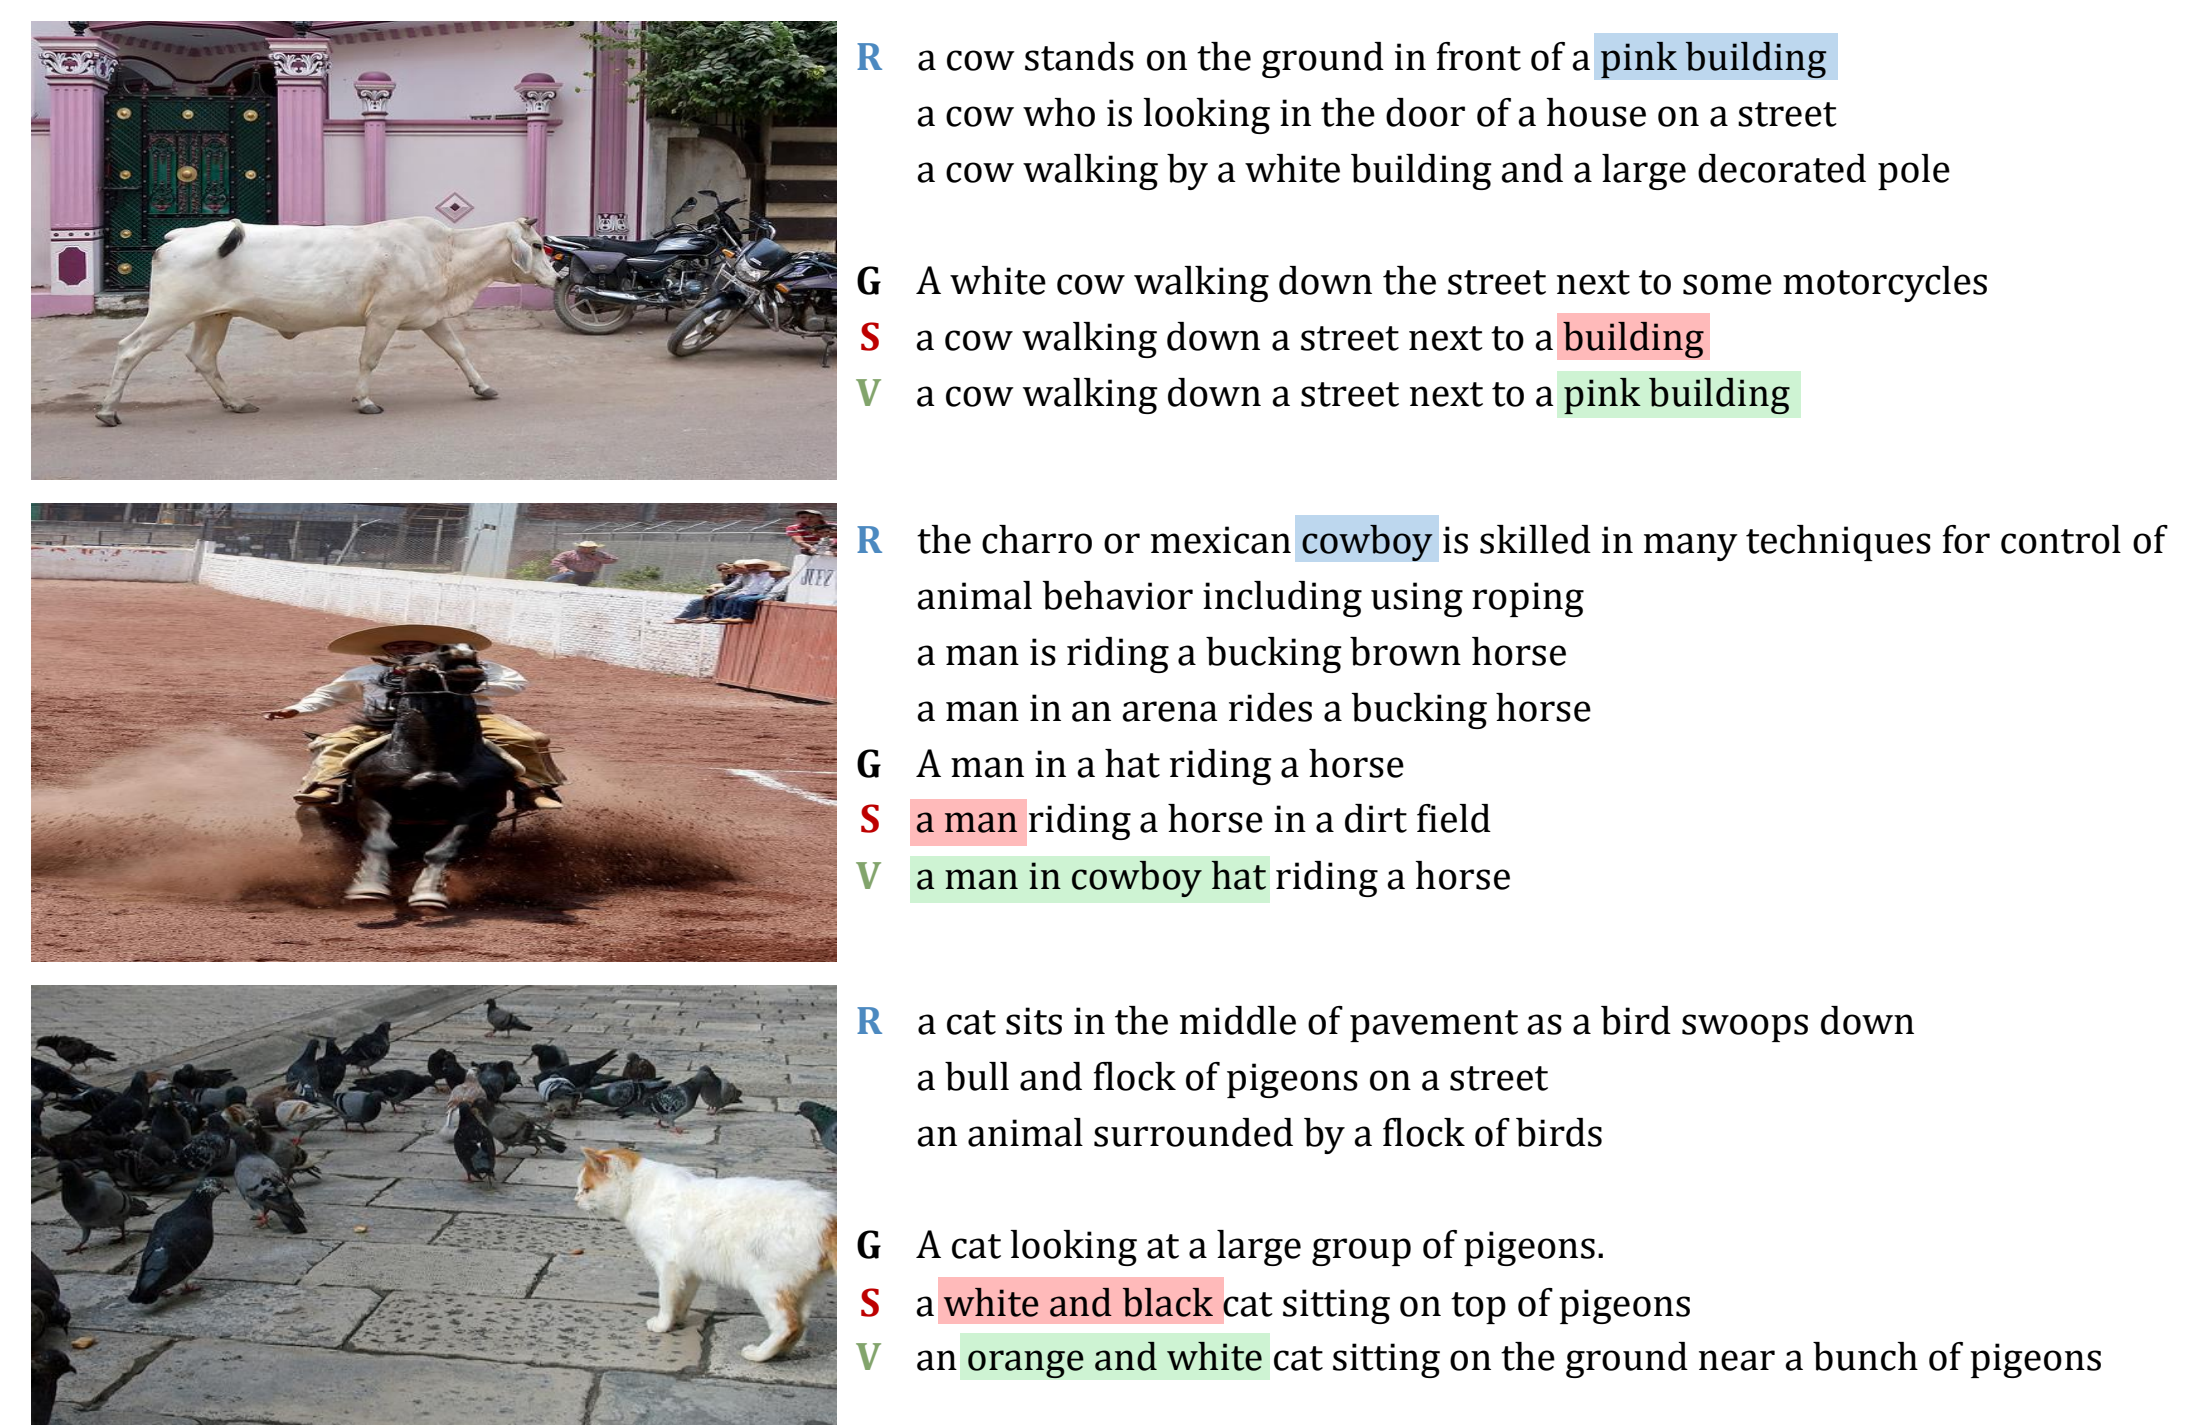 R a cow stands on the ground in front of a pink building
a cow who is looking in the door of a house on a street
a cow walking by a white building and a large decorated pole
G A white cow walking down the street next to some motorcycles
S a cow walking down a street next to a building
V a cow walking down a street next to a pink building
R the charro or mexican cowboy is skilled in many techniques for control of
animal behavior including using roping
a man is riding a bucking brown horse
a man in an arena rides a bucking horse
G A man in a hat riding a horse
S a man riding a horse in a dirt field
V a man in cowboy hat riding a horse
R a cat sits in the middle of pavement as a bird swoops down
a bull and flock of pigeons on a street
an animal surrounded by a flock of birds
G A cat looking at a large group of pigeons.
S a white and black cat sitting on top of pigeons
V an orange and white cat sitting on the ground near a bunch of pigeons